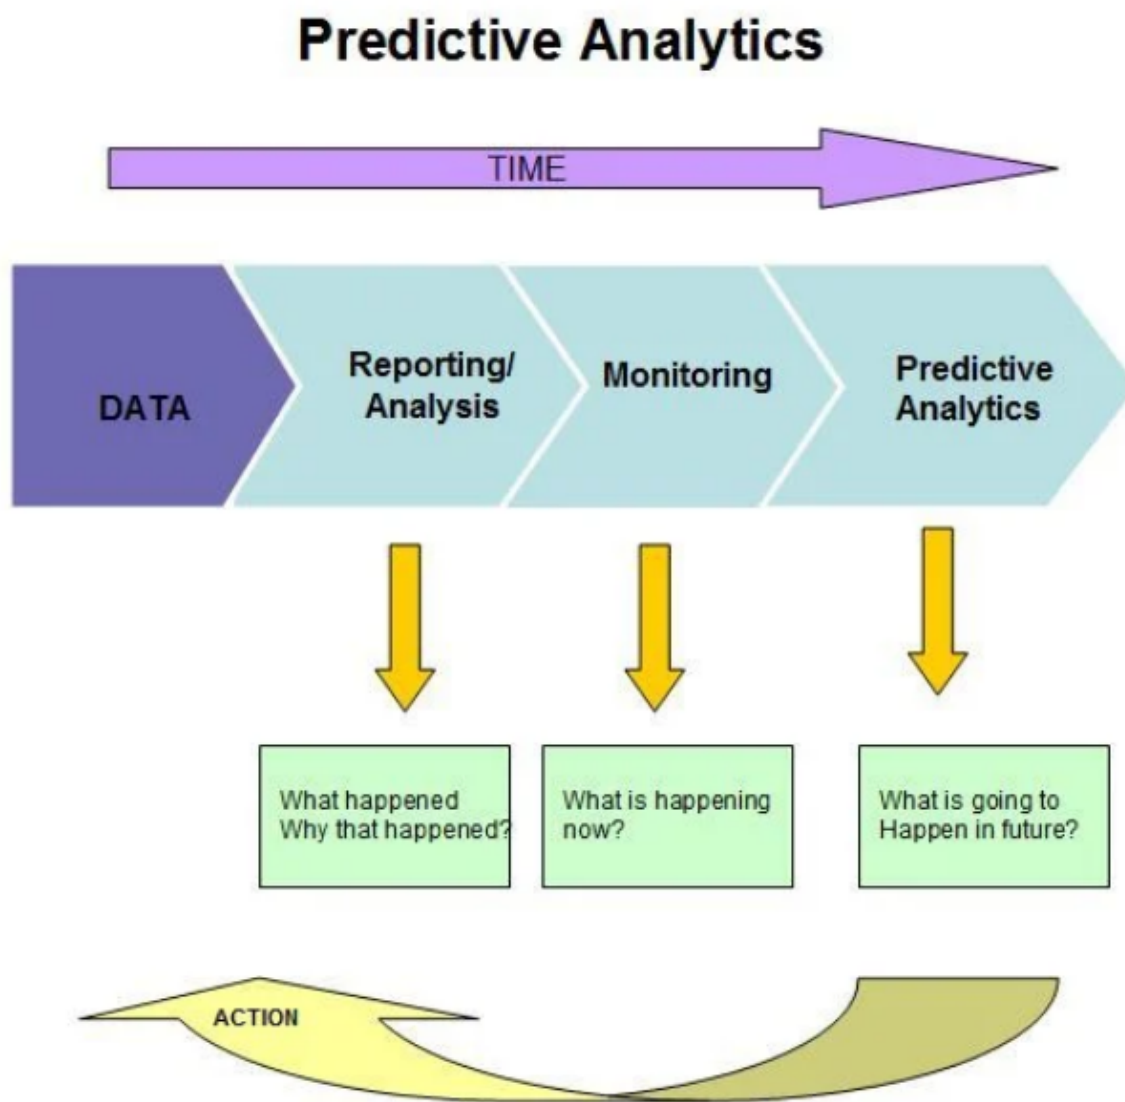 Predictive Analytics
TIME
DATA
Reporting/
Analysis
Monitoring
Predictive
Analytics
What happened
Why that happened?
What is happening
now?
What is going to
Happen in future?
ACTION